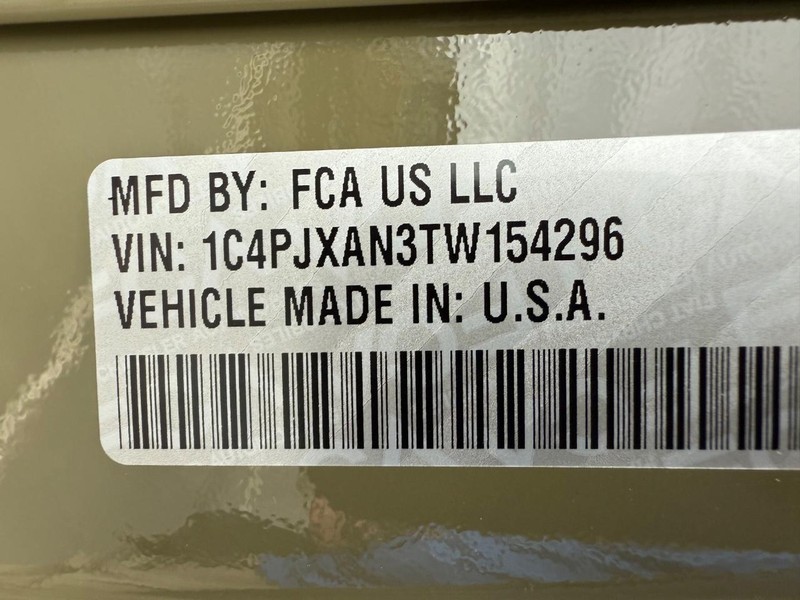 MFD BY: FCA US LLC
VIN: 1C4PJXAN3TW154296
VEHICLE MADE IN: U.S.A.